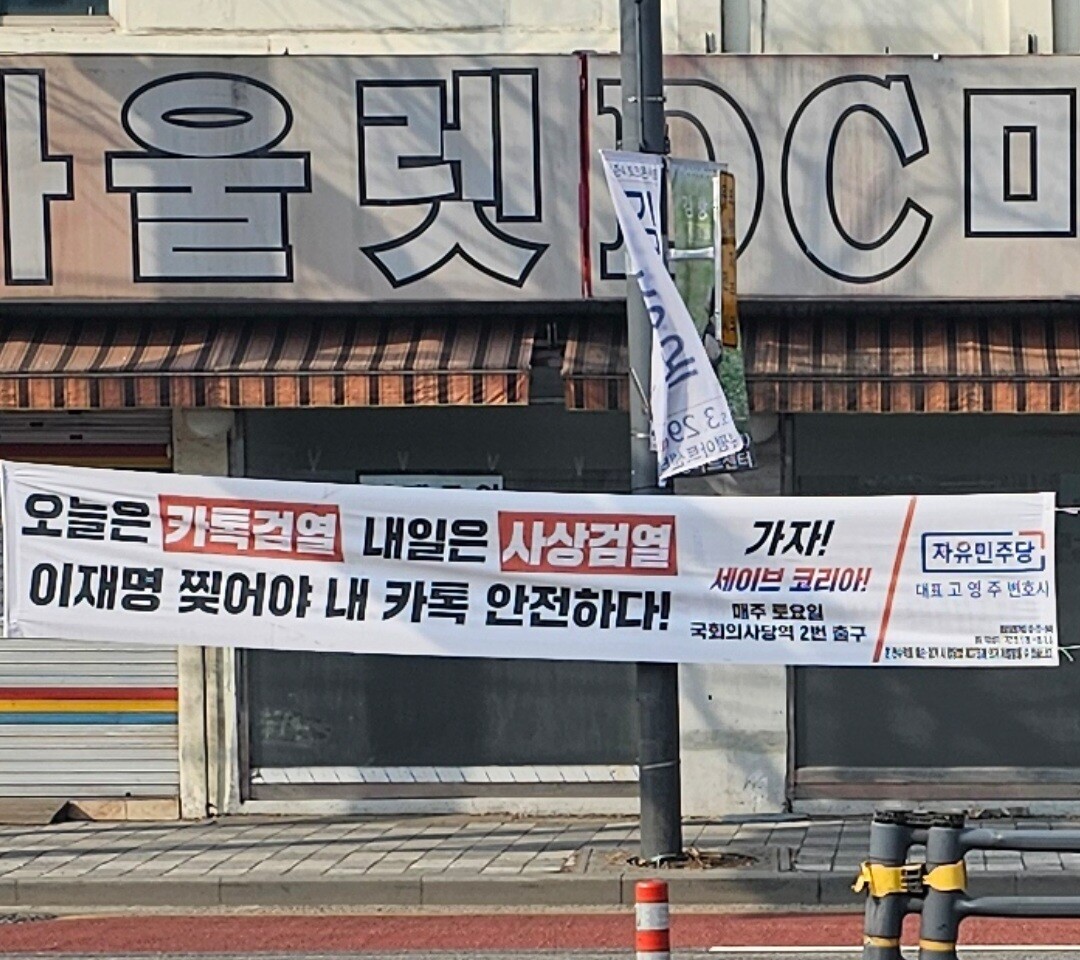 아울렛
DC
오늘은 카톡검열 내일은 사상검열
이재명 찢어야 내 카톡 안전하다!
가자!
세이브 코리아!
매주 토요일
국회의사당역 2번 출구
자유민주당
대표 고영주 변호사